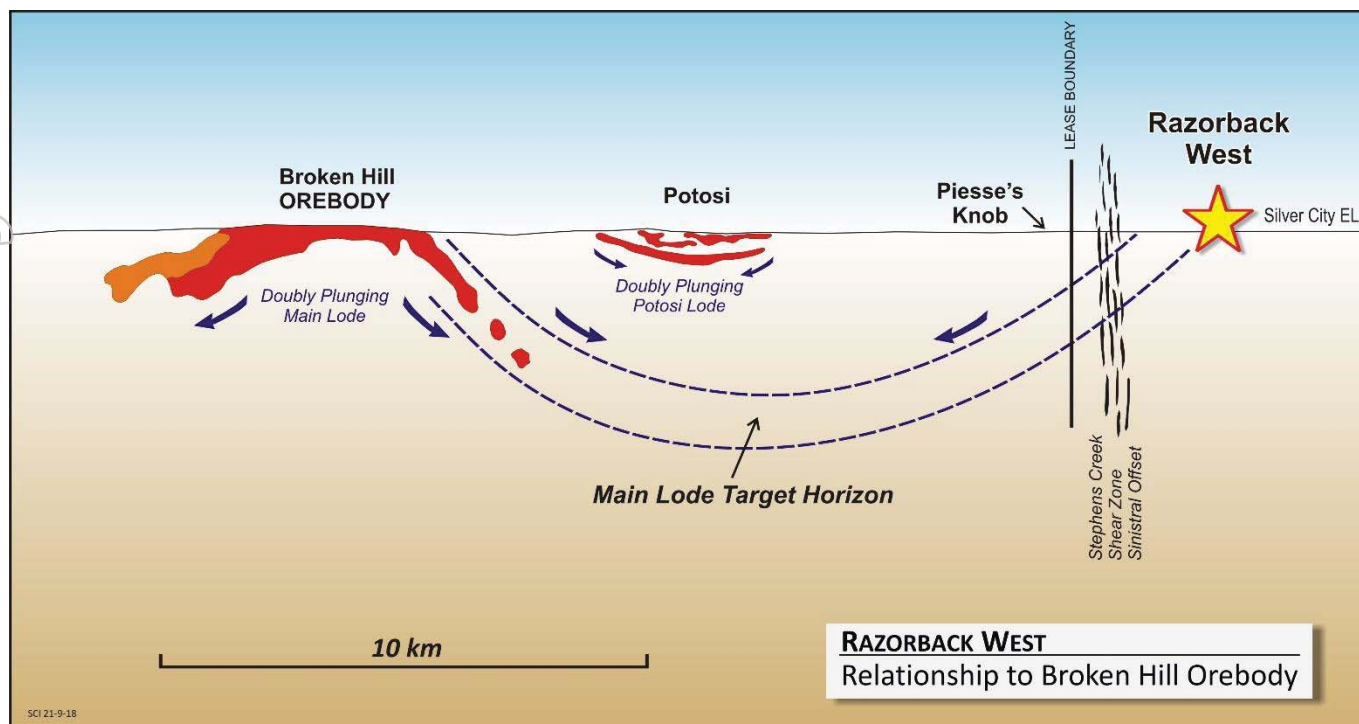 LEASE BOUNDARY
Razorback
West
Broken Hill
OREBODY
Potosi
Piesse's
Knob
Silver City EL
Doubly Plunging
Main Lode
Doubly Plunging
Potosi Lode
Main Lode Target Horizon
Stephens Creek
Shear Zone
Sinistral Offset
10 km
RAZORBACK WEST
Relationship to Broken Hill Orebody
SCI 21-9-18